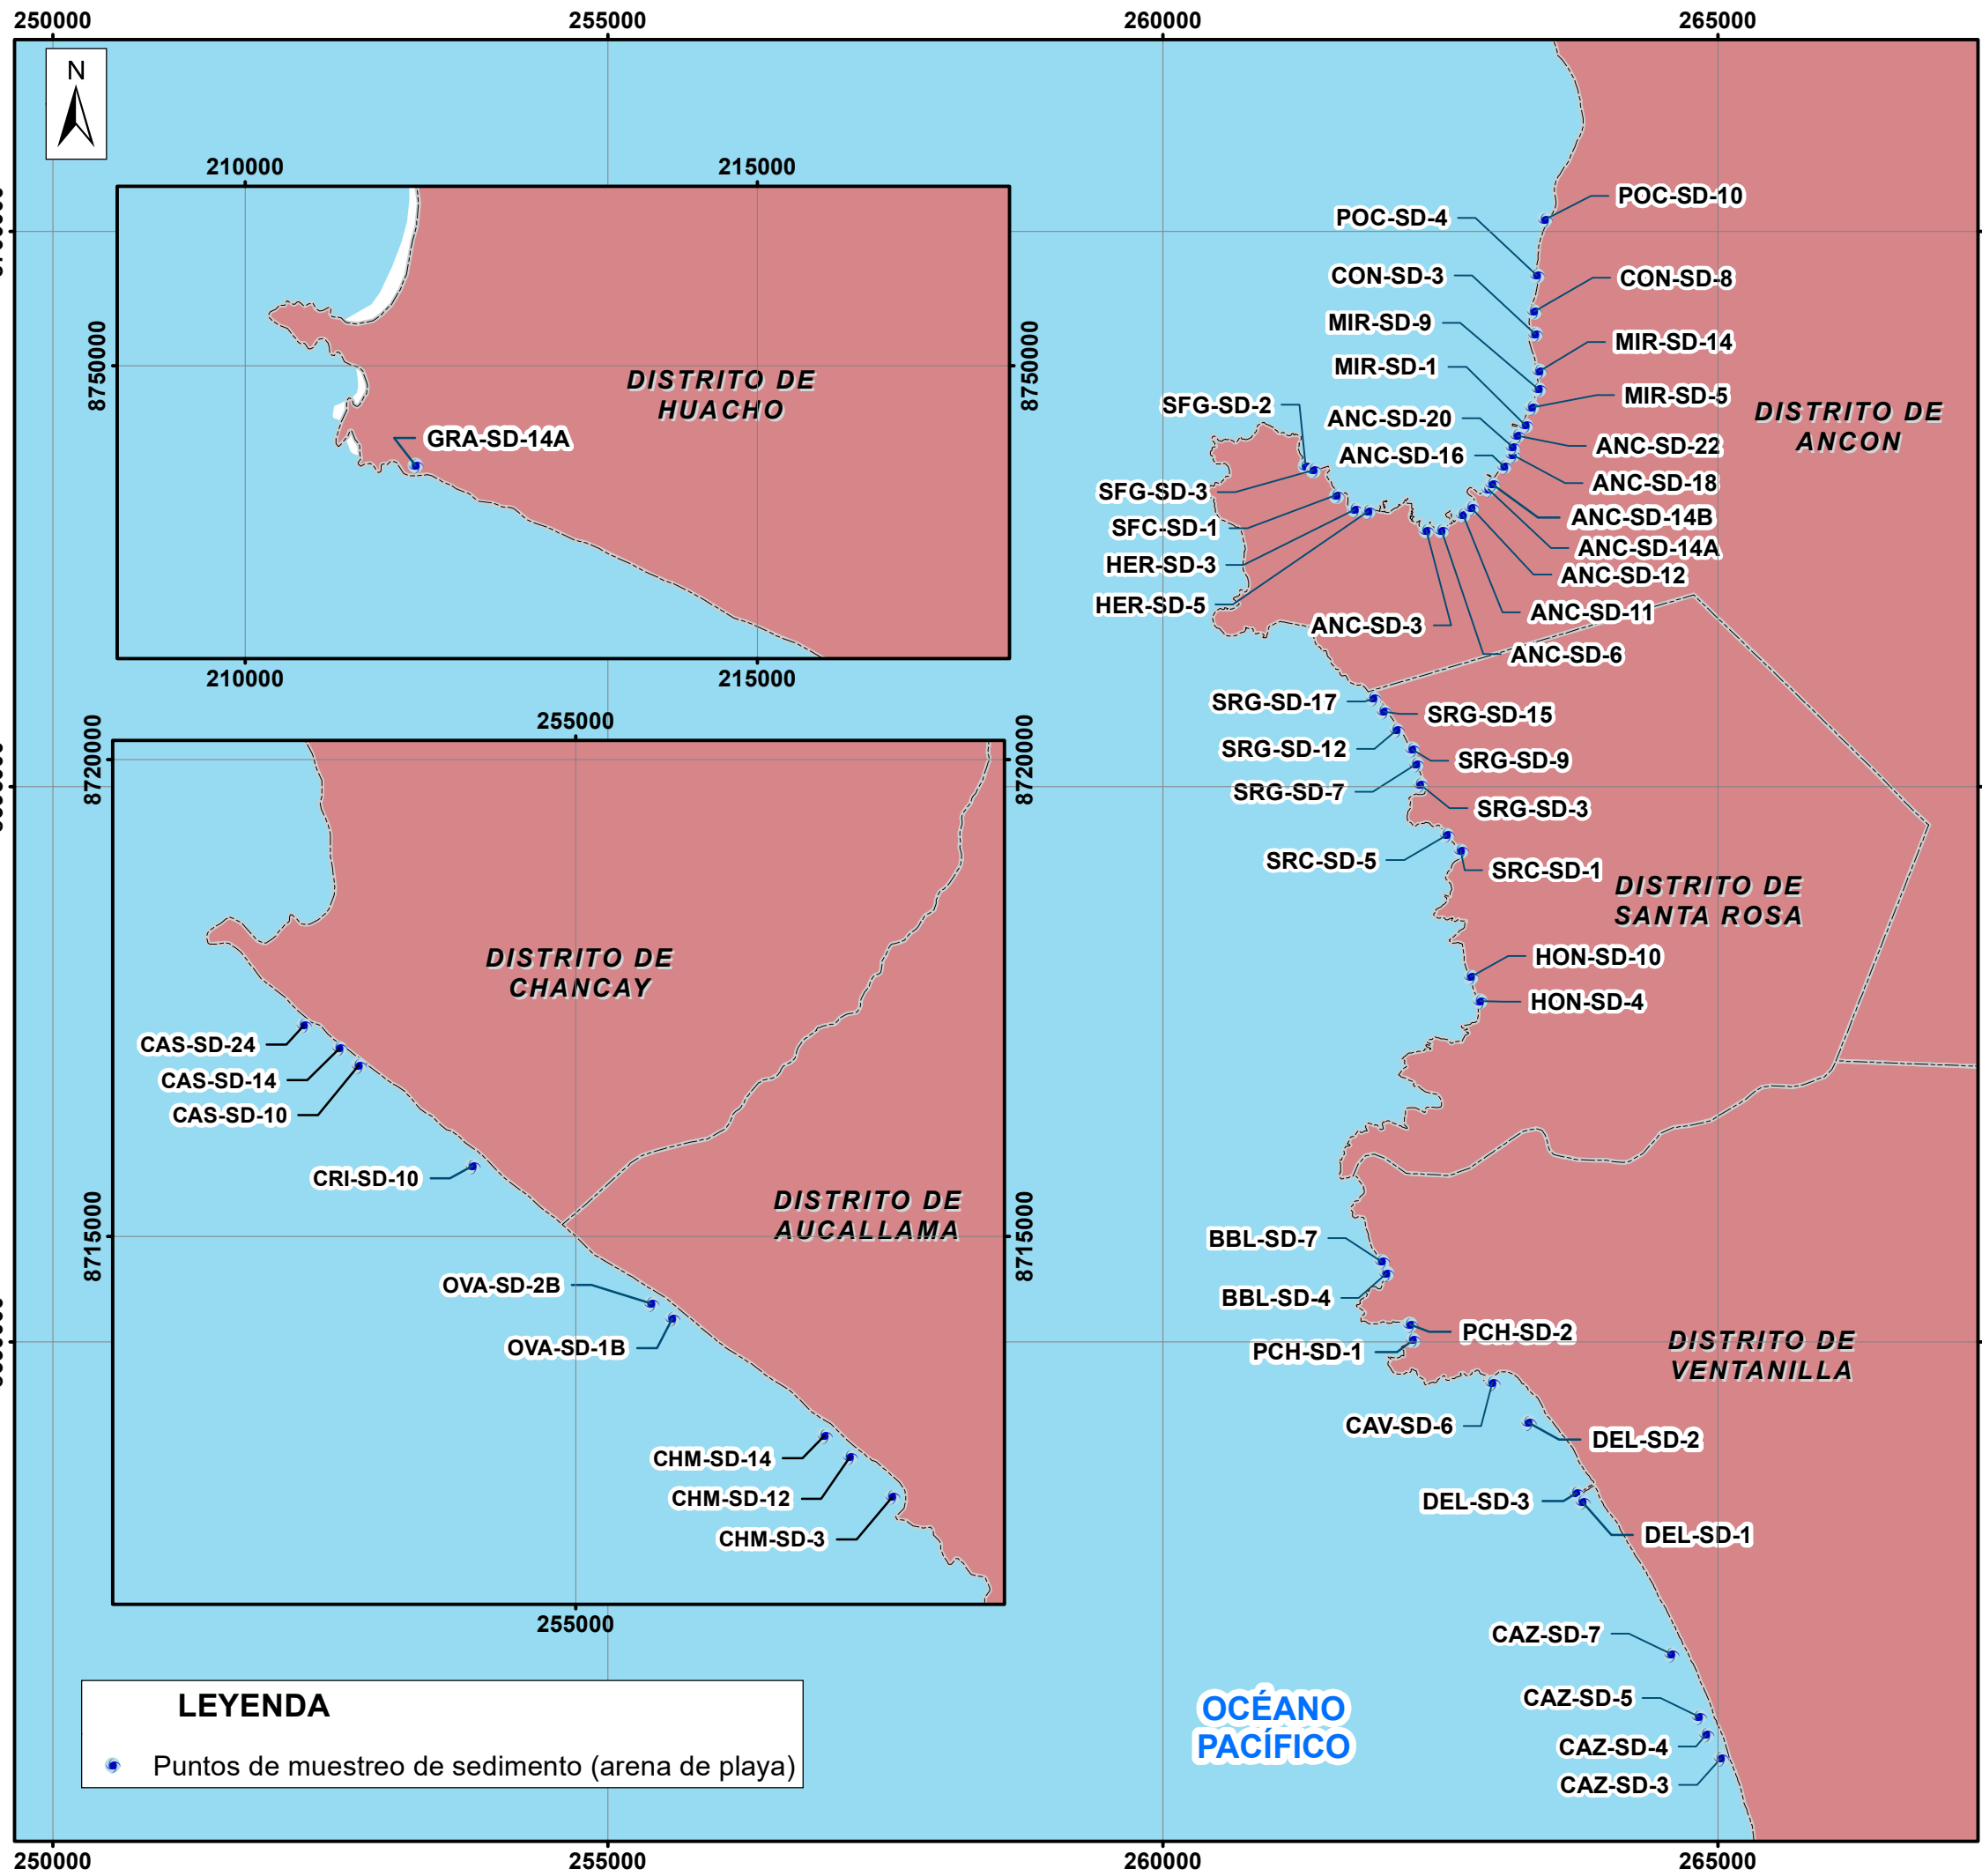 250000
255000
260000
265000
N
210000
215000
8750000
8750000
DISTRITO DE
HUACHO
GRA-SD-14A
210000
215000
POC-SD-10
POC-SD-4
CON-SD-3
CON-SD-8
MIR-SD-9
MIR-SD-14
MIR-SD-1
MIR-SD-5
SFG-SD-2
ANC-SD-20
DISTRITO DE
ANCON
ANC-SD-22
ANC-SD-16
ANC-SD-18
SFG-SD-3
ANC-SD-14B
SFC-SD-1
ANC-SD-14A
HER-SD-3
ANC-SD-12
HER-SD-5
ANC-SD-11
ANC-SD-3
ANC-SD-6
SRG-SD-17
SRG-SD-15
SRG-SD-12
SRG-SD-9
SRG-SD-7
SRG-SD-3
SRC-SD-5
SRC-SD-1
DISTRITO DE
SANTA ROSA
HON-SD-10
HON-SD-4
255000
8720000
8720000
DISTRITO DE
CHANCAY
CAS-SD-24
CAS-SD-14
CAS-SD-10
CRI-SD-10
DISTRITO DE
AUCALLAMA
8715000
8715000
OVA-SD-2B
OVA-SD-1B
CHM-SD-14
CHM-SD-12
CHM-SD-3
255000
BBL-SD-7
BBL-SD-4
PCH-SD-2
PCH-SD-1
DISTRITO DE
VENTANILLA
CAV-SD-6
DEL-SD-2
DEL-SD-3
DEL-SD-1
CAZ-SD-7
CAZ-SD-5
CAZ-SD-4
CAZ-SD-3
OCÉANO
PACÍFICO
LEYENDA
Puntos de muestreo de sedimento (arena de playa)
250000
255000
260000
265000